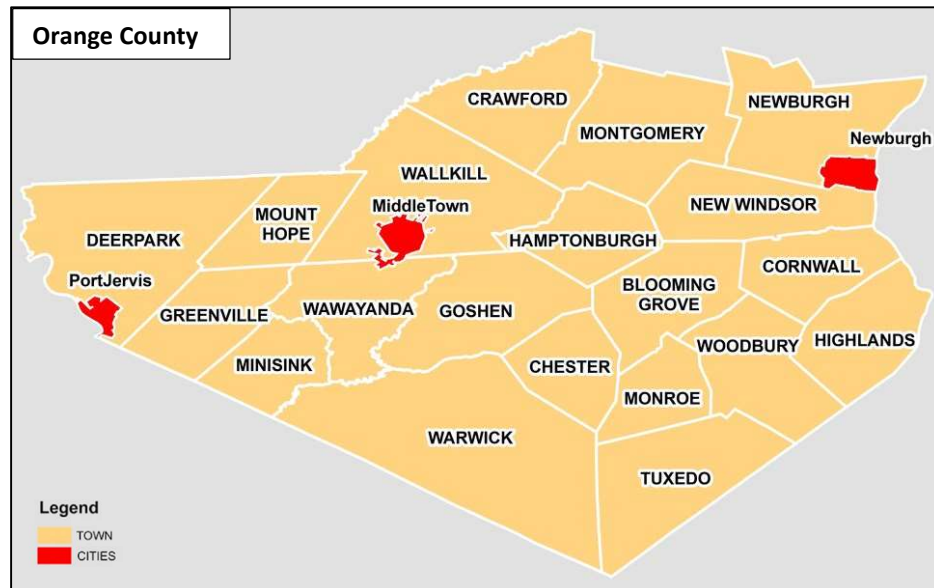 Orange County
CRAWFORD
NEWBURGH
MONTGOMERY
Newburgh
WALLKILL
MiddleTown
MOUNT
HOPE
NEW WINDSOR
DEERPARK
HAMPTONBURGH
PortJervis
CORNWALL
BLOOMING
GROVE
GREENVILLE
WAWAYANDA
GOSHEN
WOODBURY
HIGHLANDS
MINISINK
CHESTER
MONROE
WARWICK
TUXEDO
Legend
TOWN
CITIES